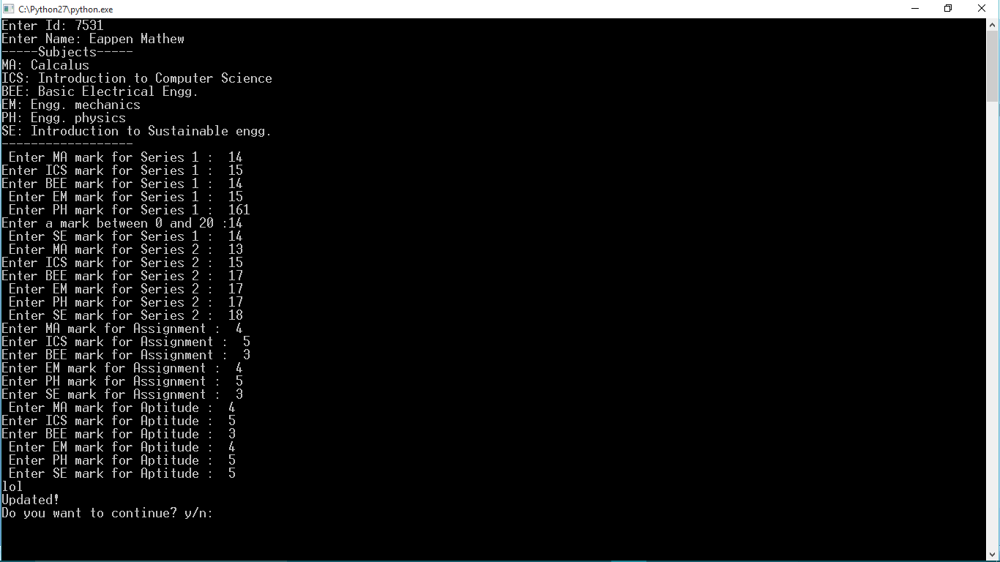 C:\Python27\python.exe
Enter Id: 7531
Enter Name: Eappen Mathew
-----Subjects-----
MA: Calcalus
ICS: Introduction to Computer Science
BEE: Basic Electrical Engg.
EM: Engg. mechanics
PH: Engg. physics
SE: Introduction to Sustainable engg.
------------------
 Enter MA mark for Series 1 :  14
Enter ICS mark for Series 1 :  15
Enter BEE mark for Series 1 :  14
 Enter EM mark for Series 1 :  15
 Enter PH mark for Series 1 :  161
Enter a mark between 0 and 20 :14
 Enter SE mark for Series 1 :  14
 Enter MA mark for Series 2 :  13
Enter ICS mark for Series 2 :  15
Enter BEE mark for Series 2 :  17
 Enter EM mark for Series 2 :  17
 Enter PH mark for Series 2 :  17
 Enter SE mark for Series 2 :  18
Enter MA mark for Assignment :  4
Enter ICS mark for Assignment :  5
Enter BEE mark for Assignment :  3
Enter EM mark for Assignment :  4
Enter PH mark for Assignment :  5
Enter SE mark for Assignment :  3
 Enter MA mark for Aptitude :  4
Enter ICS mark for Aptitude :  5
Enter BEE mark for Aptitude :  3
 Enter EM mark for Aptitude :  4
 Enter PH mark for Aptitude :  5
 Enter SE mark for Aptitude :  5
lol
Updated!
Do you want to continue? y/n: